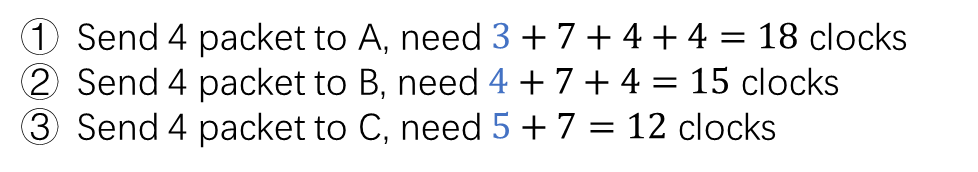 ① Send 4 packet to A, need 3 + 7 + 4 + 4 = 18 clocks
② Send 4 packet to B, need 4 + 7 + 4 = 15 clocks
③ Send 4 packet to C, need 5 + 7 = 12 clocks